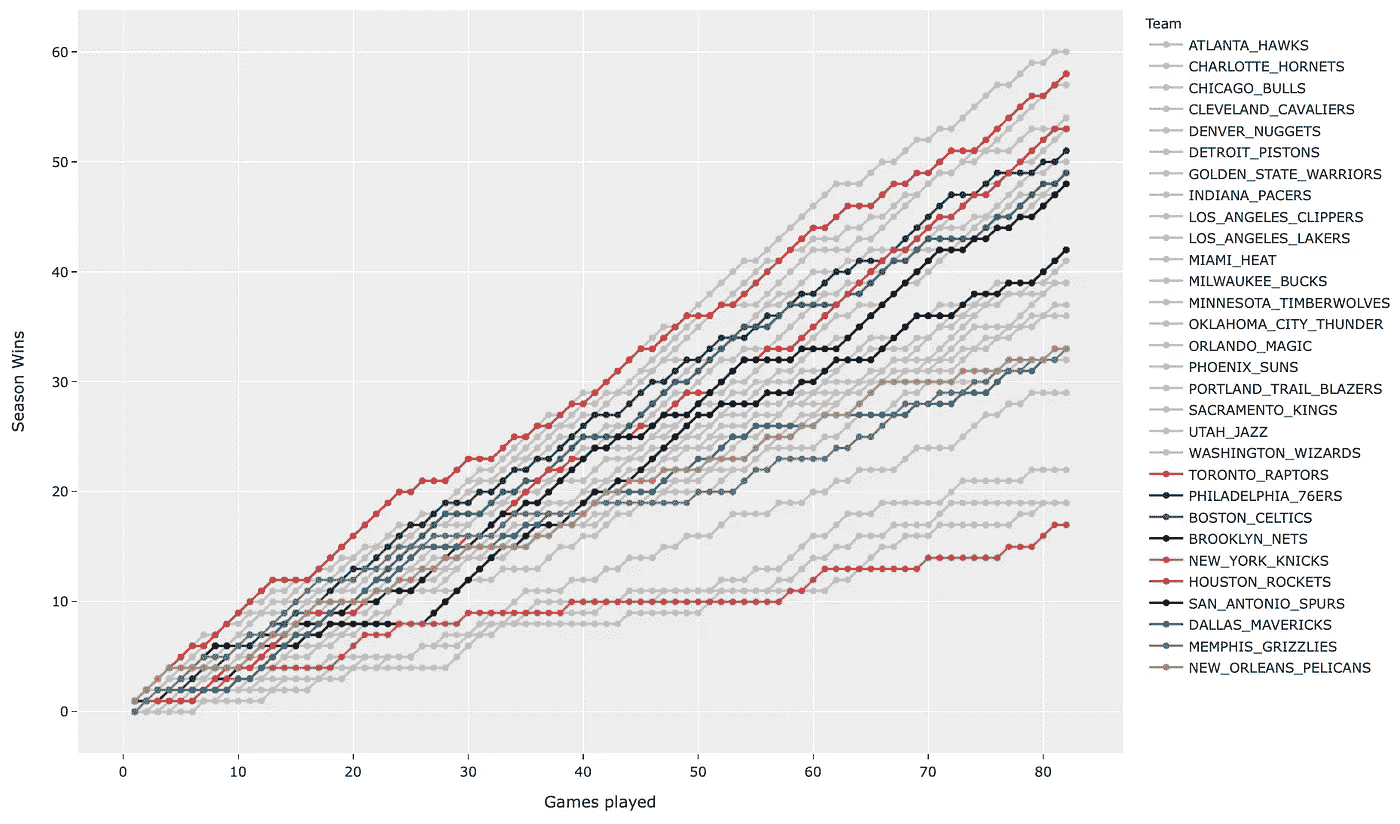 Season Wins
60
50
40
30
20
10
0
0 10 20 30 40 50 60 70 80
Games played
Team
ATLANTA_HAWKS
CHARLOTTE_HORNETS
CHICAGO_BULLS
CLEVELAND_CAVALIERS
DENVER_NUGGETS
DETROIT_PISTONS
GOLDEN_STATE_WARRIORS
INDIANA_PACERS
LOS_ANGELES_CLIPPERS
LOS_ANGELES_LAKERS
MIAMI_HEAT
MILWAUKEE_BUCKS
MINNESOTA_TIMBERWOLVES
OKLAHOMA_CITY_THUNDER
ORLANDO_MAGIC
PHOENIX_SUNS
PORTLAND_TRAIL_BLAZERS
SACRAMENTO_KINGS
UTAH_JAZZ
WASHINGTON_WIZARDS
TORONTO_RAPTORS
PHILADELPHIA_76ERS
BOSTON_CELTICS
BROOKLYN_NETS
NEW_YORK_KNICKS
HOUSTON_ROCKETS
SAN_ANTONIO_SPURS
DALLAS_MAVERICKS
MEMPHIS_GRIZZLIES
NEW_ORLEANS_PELICANS